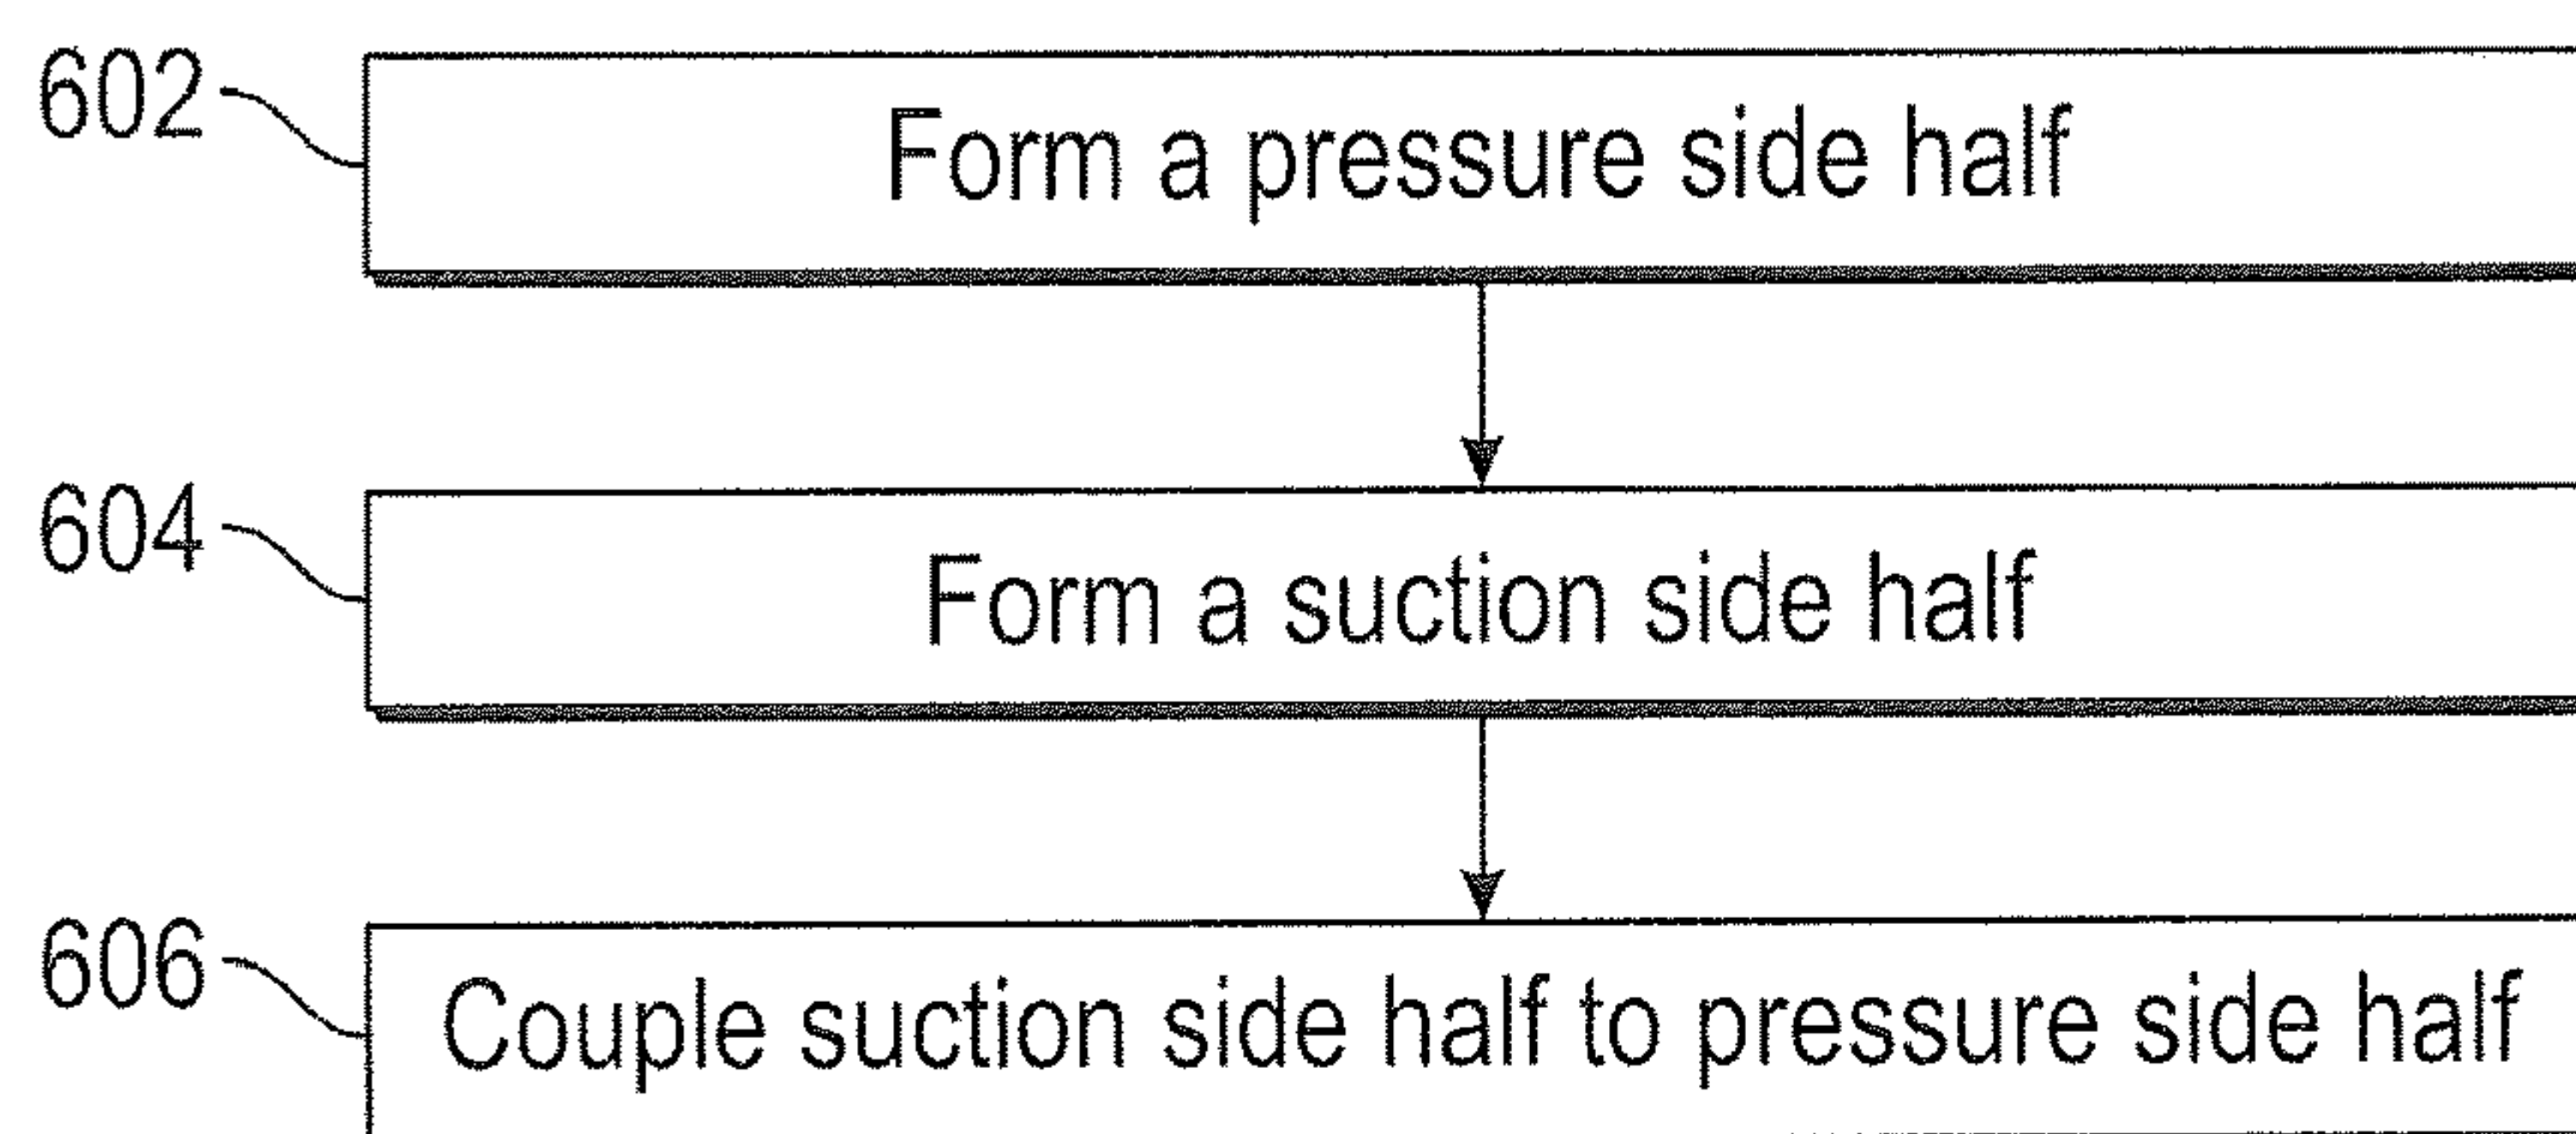 602
Form a pressure side half
604
Form a suction side half
606
Couple suction side half to pressure side half